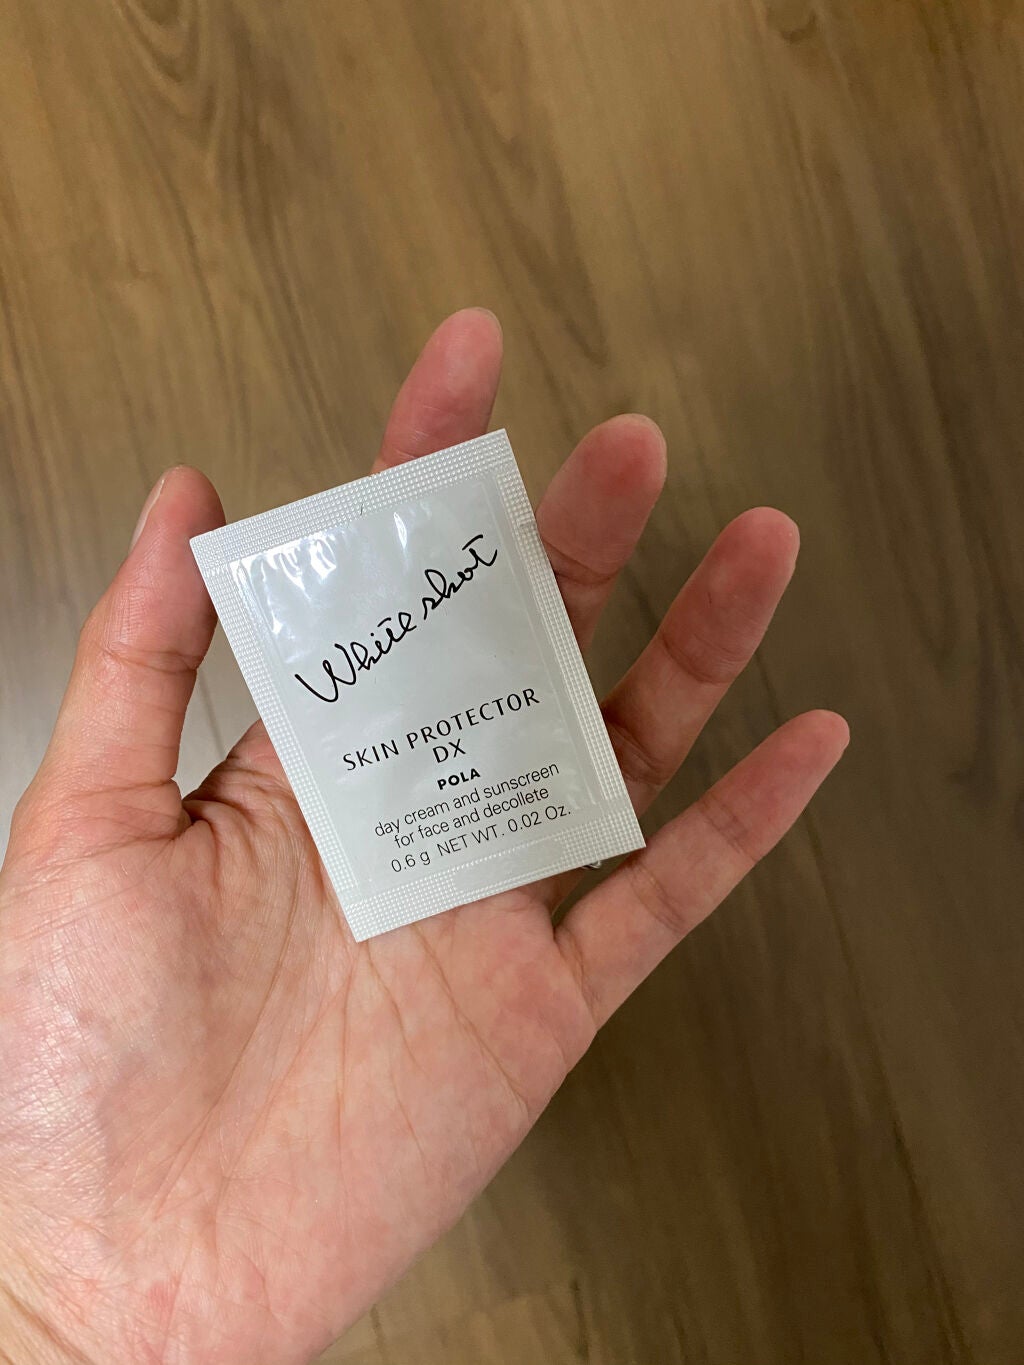 White shot
SKIN PROTECTOR
DX
POLA
day cream and sunscreen
for face and decollete
0.6 g NET WT. 0.02 Oz.